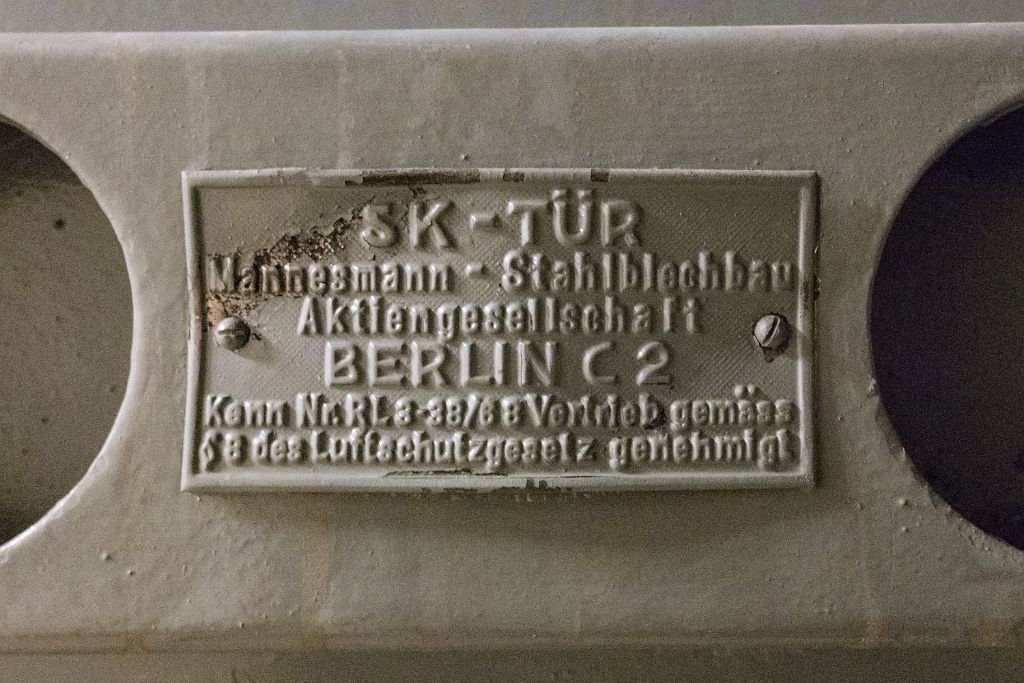 SK-TÜR
Mannesmann - Stahlblechbau
Aktiengesellschaft
BERLIN C 2
Kenn Nr. RL 3-38/68 Vertrieb gemäss
§ 8 des Luftschutzgesetz genehmigt